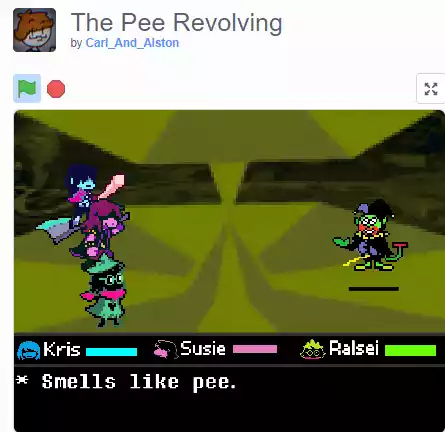 The Pee Revolving
by Carl_And_Alston
Kris Susie Ralsei
* Smells like pee.